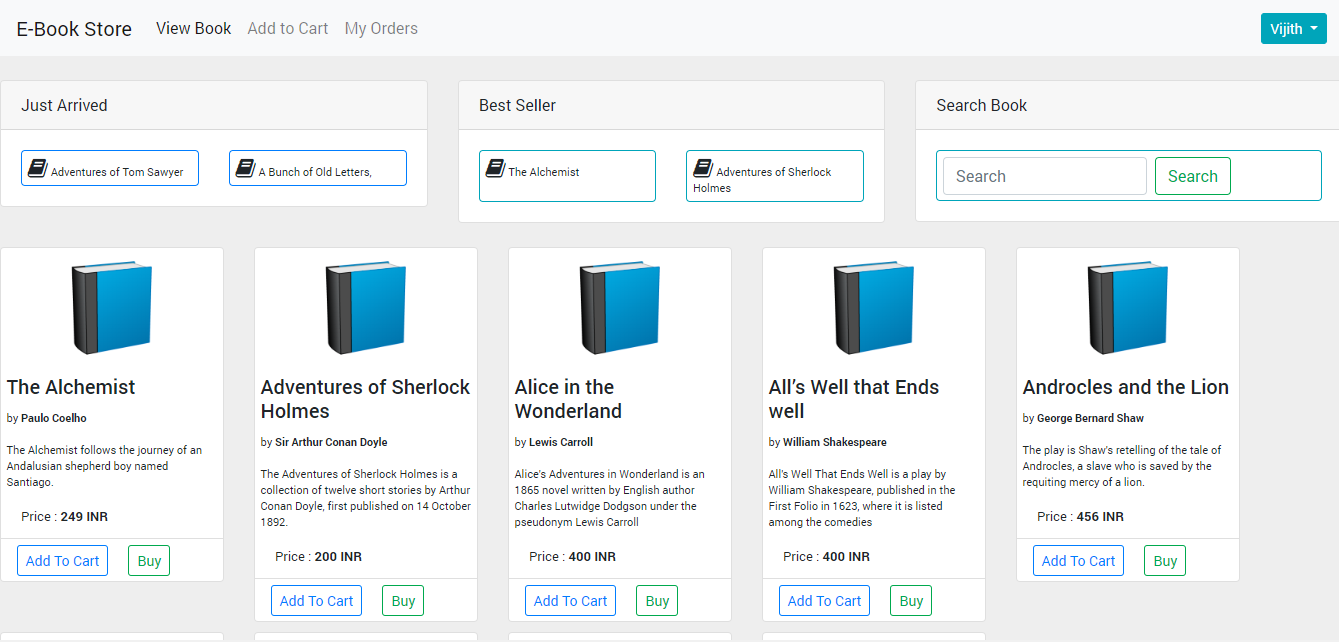 E-Book Store View Book Add to Cart My Orders Vijith
Just Arrived
Adventures of Tom Sawyer
A Bunch of Old Letters,
Best Seller
The Alchemist
Adventures of Sherlock
Holmes
Search Book
Search Search
The Alchemist
by Paulo Coelho
The Alchemist follows the journey of an
Andalusian shepherd boy named
Santiago.
Price : 249 INR
Add To Cart Buy
Adventures of Sherlock
Holmes
by Sir Arthur Conan Doyle
The Adventures of Sherlock Holmes is a
collection of twelve short stories by Arthur
Conan Doyle, first published on 14 October
1892.
Price : 200 INR
Add To Cart Buy
Alice in the
Wonderland
by Lewis Carroll
Alice's Adventures in Wonderland is an
1865 novel written by English author
Charles Lutwidge Dodgson under the
pseudonym Lewis Carroll
Price : 400 INR
Add To Cart Buy
All’s Well that Ends
well
by William Shakespeare
All's Well That Ends Well is a play by
William Shakespeare, published in the
First Folio in 1623, where it is listed
among the comedies
Price : 400 INR
Add To Cart Buy
Androcles and the Lion
by George Bernard Shaw
The play is Shaw's retelling of the tale of
Androcles, a slave who is saved by the
requiting mercy of a lion.
Price : 456 INR
Add To Cart Buy